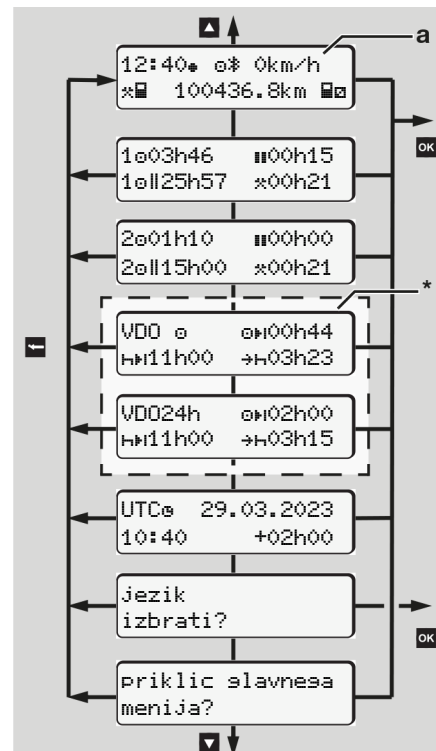 a
12:40 0km/h
100436.8km
OK
1 03h46 00h15
1 25h57 00h21
2 01h10 00h00
2 15h00 00h21
*
VDO 00h44
11h00 03h23
VDO24h 02h00
11h00 03h15
UTC 29.03.2023
10:40 +02h00
jezik
izbrati?
OK
priklic glavnega
menija?